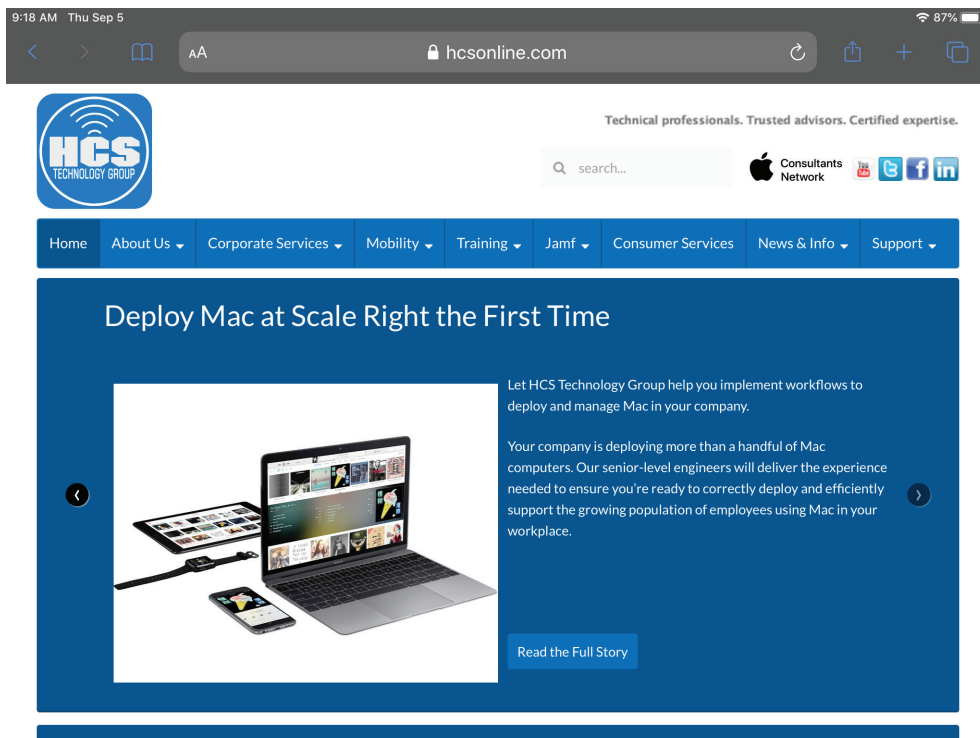 9:18 AM Thu Sep 5
87%
AA
hcsonline.com
HCS
TECHNOLOGY GROUP
Technical professionals. Trusted advisors. Certified expertise.
search...
Consultants
Network
You
Tube
Home About Us Corporate Services Mobility Training Jamf Consumer Services News & Info Support
Deploy Mac at Scale Right the First Time
Let HCS Technology Group help you implement workflows to
deploy and manage Mac in your company.
Your company is deploying more than a handful of Mac
computers. Our senior-level engineers will deliver the experience
needed to ensure you're ready to correctly deploy and efficiently
support the growing population of employees using Mac in your
workplace.
Read the Full Story